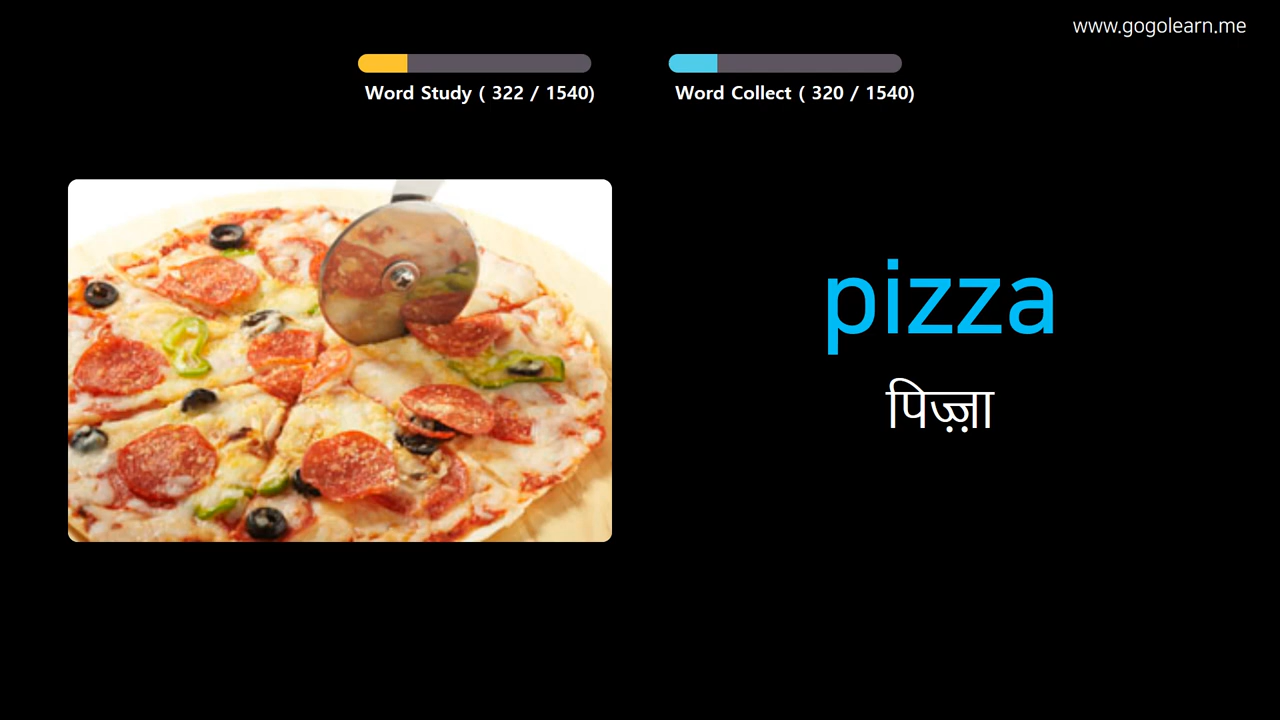 www.gogolearn.me
Word Study ( 322 / 1540)
Word Collect ( 320 / 1540)
pizza
पिज़्ज़ा